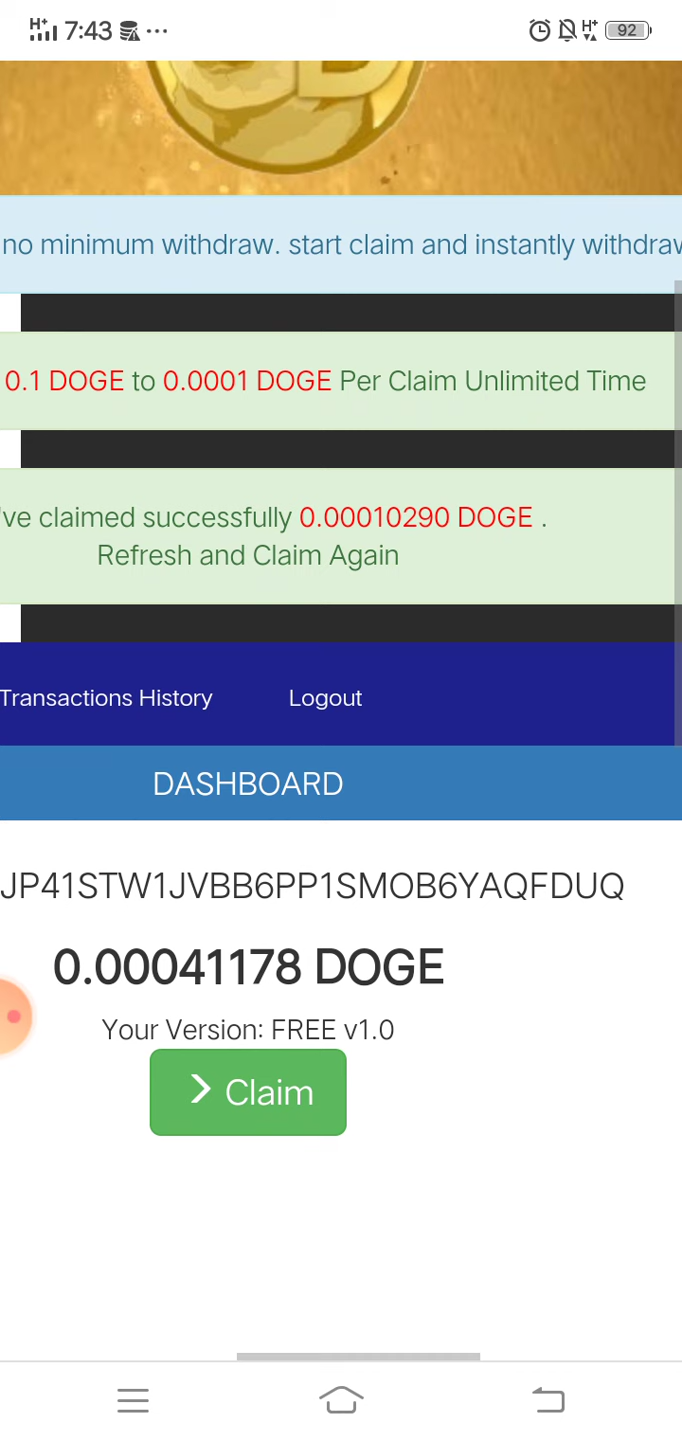 7:43
92
no minimum withdraw. start claim and instantly withdraw
0.1 DOGE to 0.0001 DOGE Per Claim Unlimited Time
've claimed successfully 0.00010290 DOGE .
Refresh and Claim Again
Transactions History Logout
DASHBOARD
JP41STW1JVBB6PP1SMOB6YAQFDUQ
0.00041178 DOGE
Your Version: FREE v1.0
Claim